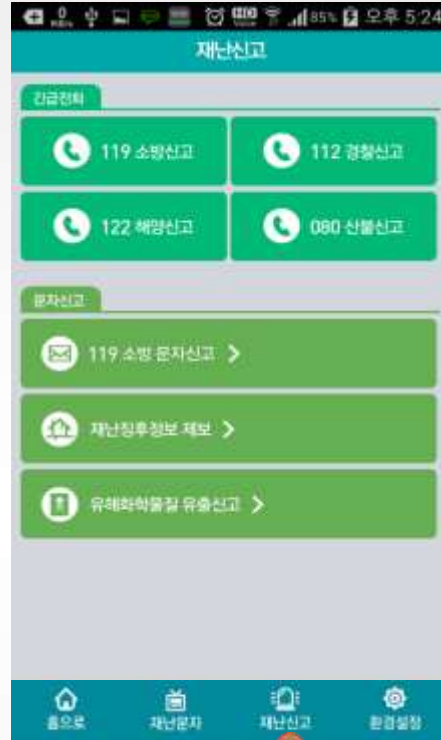 85% 오후 5:24
재난신고
긴급전화
119 소방신고
112 경찰신고
122 해양신고
080 산불신고
문자신고
119 소방 문자신고
재난징후정보 제보
유해화학물질 유출신고
홈으로 재난문자 재난신고 환경설정